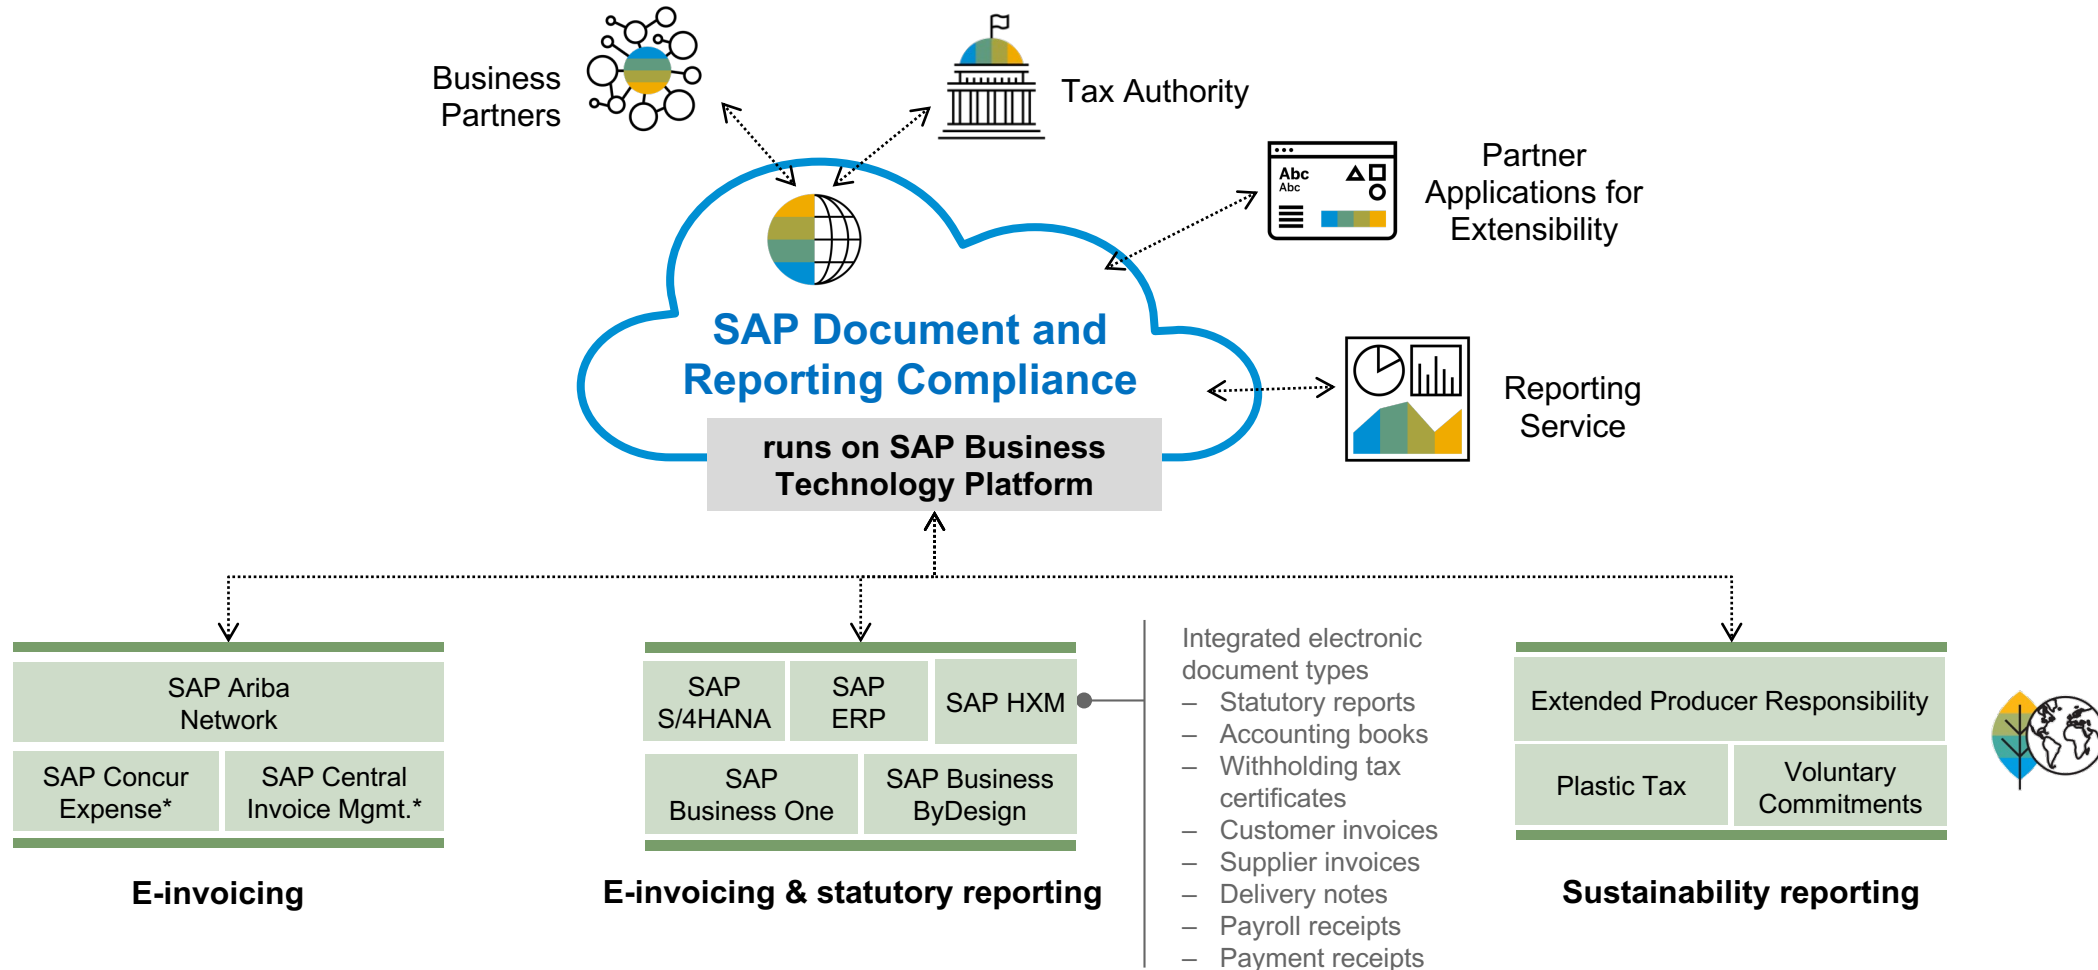 Business
Partners
Tax Authority
Abc
Abc
Partner
Applications for
Extensibility
SAP Document and
Reporting Compliance
Reporting
Service
runs on SAP Business
Technology Platform
SAP Ariba
Network
SAP Concur
Expense*
SAP Central
Invoice Mgmt.*
E-invoicing
SAP
S/4HANA
SAP
ERP
SAP HXM
SAP
Business One
SAP Business
ByDesign
E-invoicing & statutory reporting
Integrated electronic
document types
– Statutory reports
– Accounting books
– Withholding tax
certificates
– Customer invoices
– Supplier invoices
– Delivery notes
– Payroll receipts
– Payment receipts
Extended Producer Responsibility
Plastic Tax
Voluntary
Commitments
Sustainability reporting